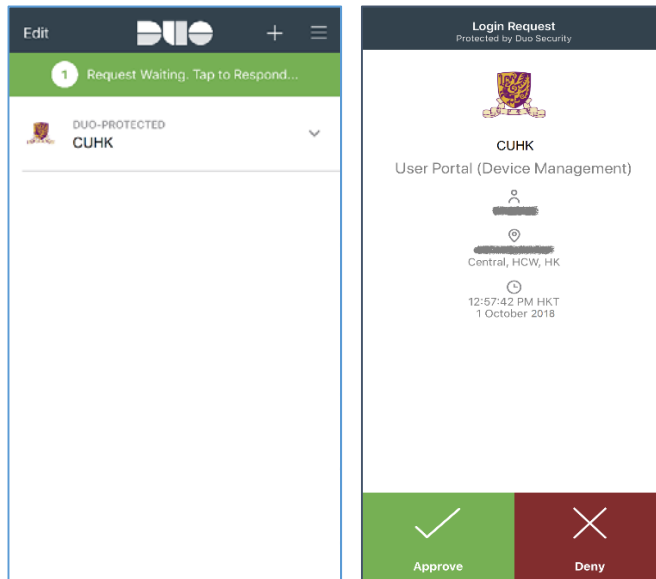 Edit
DUO
1 Request Waiting. Tap to Respond...
DUO-PROTECTED
CUHK
Login Request
Protected by Duo Security
CUHK
User Portal (Device Management)
Central, HCW, HK
12:57:42 PM HKT
1 October 2018
Approve
Deny